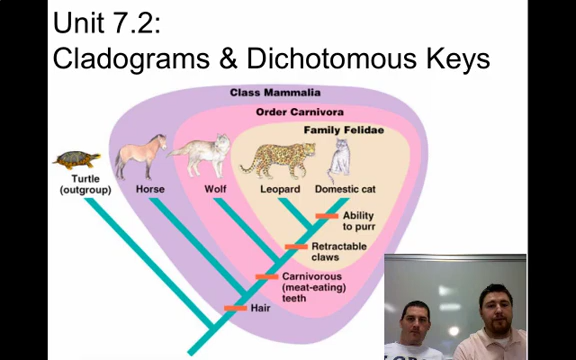 Unit 7.2:
Cladograms & Dichotomous Keys
Class Mammalia
Order Carnivora
Family Felidae
Turtle
(outgroup)
Horse
Wolf
Leopard
Domestic cat
Ability
to purr
Retractable
claws
Carnivorous
(meat-eating)
teeth
Hair